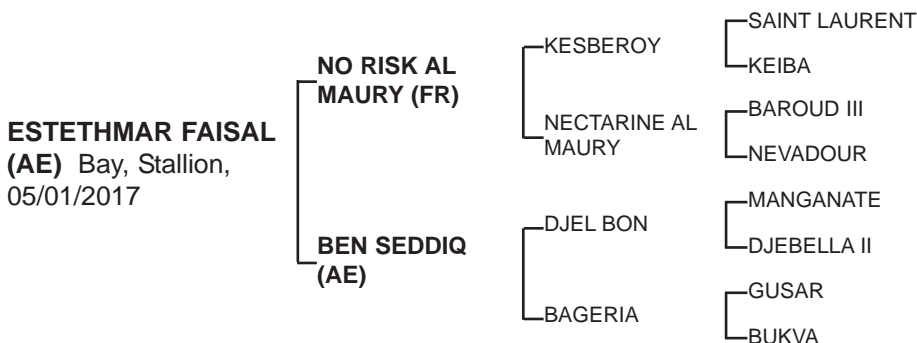 ESTETHMAR FAISAL
(AE) Bay, Stallion,
05/01/2017
NO RISK AL
MAURY (FR)
BEN SEDDIQ
(AE)
KESBEROY
NECTARINE AL
MAURY
DJEL BON
BAGERIA
SAINT LAURENT
KEIBA
BAROUD III
NEVADOUR
MANGANATE
DJEBELLA II
GUSAR
BUKVA